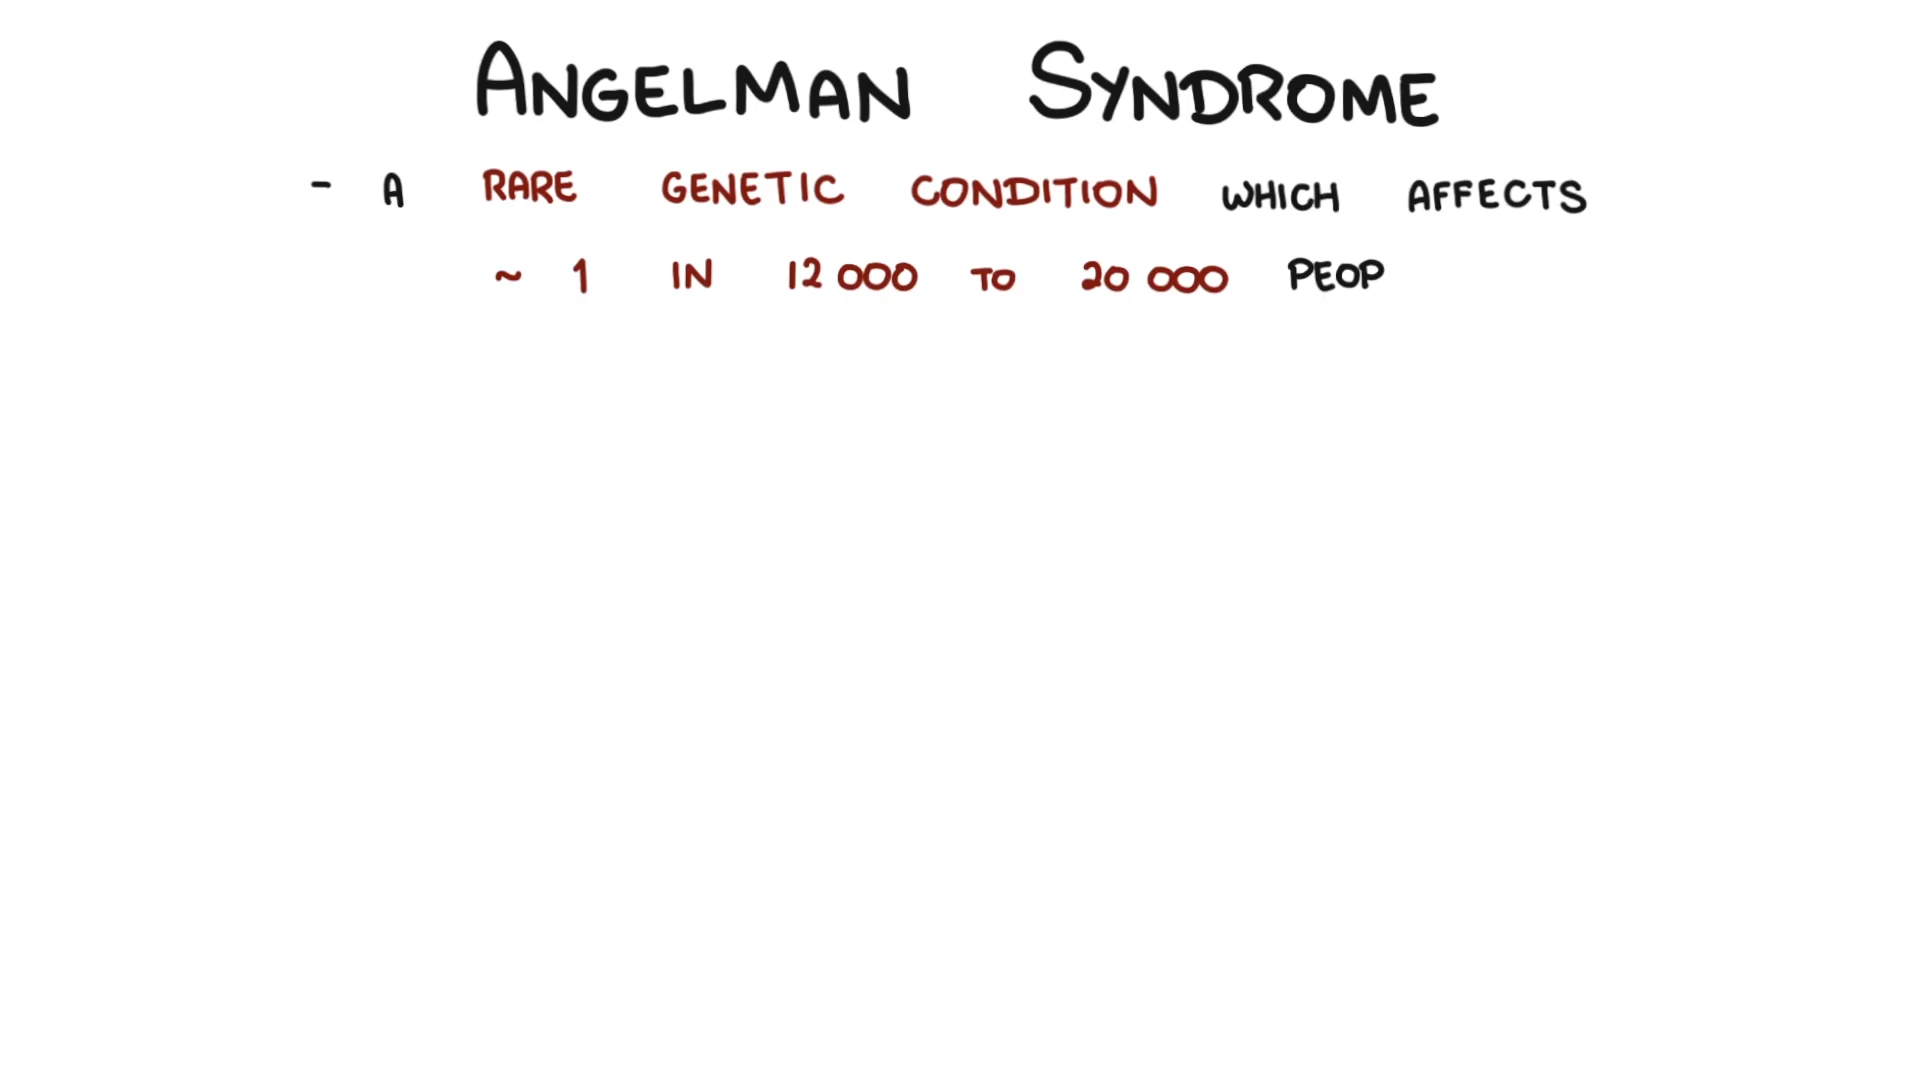 ANGELMAN SYNDROME
- A RARE GENETIC CONDITION WHICH AFFECTS
~ 1 IN 12 000 TO 20 000 PEOP